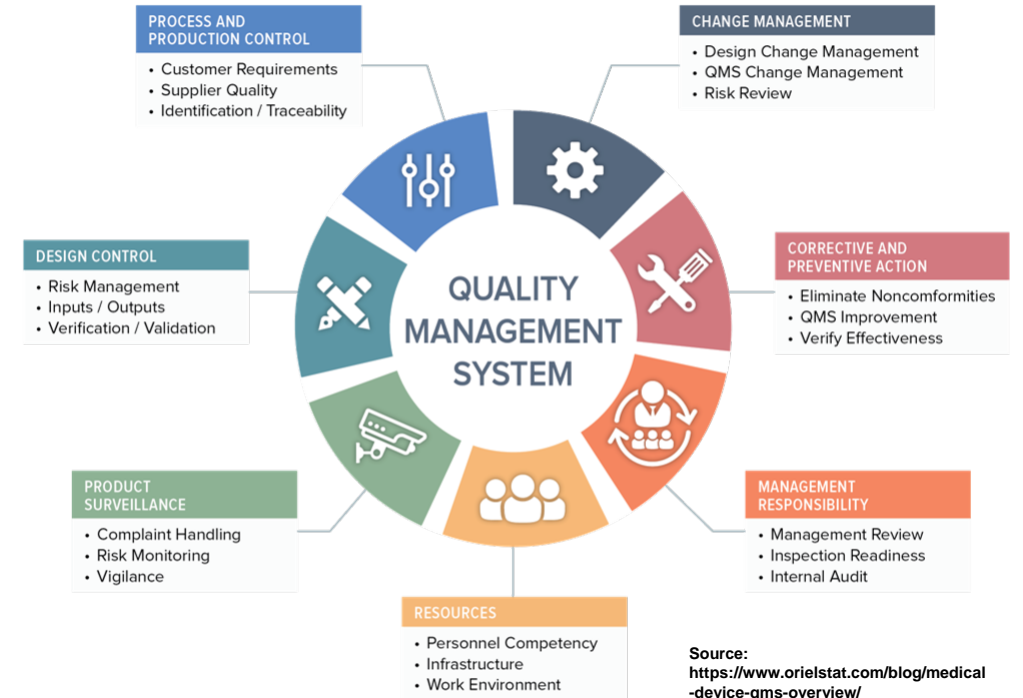 PROCESS AND
PRODUCTION CONTROL
• Customer Requirements
• Supplier Quality
• Identification / Traceability
CHANGE MANAGEMENT
• Design Change Management
• QMS Change Management
• Risk Review
DESIGN CONTROL
• Risk Management
• Inputs / Outputs
• Verification / Validation
CORRECTIVE AND
PREVENTIVE ACTION
• Eliminate Noncomformities
• QMS Improvement
• Verify Effectiveness
QUALITY
MANAGEMENT
SYSTEM
PRODUCT
SURVEILLANCE
• Complaint Handling
• Risk Monitoring
• Vigilance
MANAGEMENT
RESPONSIBILITY
• Management Review
• Inspection Readiness
• Internal Audit
RESOURCES
• Personnel Competency
• Infrastructure
• Work Environment
Source:
https://www.orielstat.com/blog/medical
-device-qms-overview/